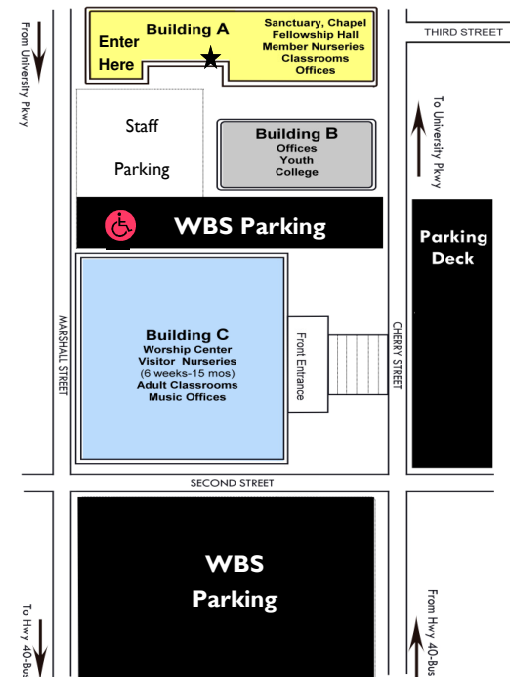 From University Pkwy
Enter
Here
Building A
Sanctuary, Chapel
Fellowship Hall
Member Nurseries
Classrooms
Offices
THIRD STREET
To University Pkwy
Staff
Parking
Building B
Offices
Youth
College
WBS Parking
Parking
Deck
MARSHALL STREET
Building C
Worship Center
Visitor Nurseries
(6 weeks-15 mos)
Adult Classrooms
Music Offices
Front Entrance
CHERRY STREET
SECOND STREET
WBS
Parking
To Hwy 40-Bus
From Hwy 40-Bus